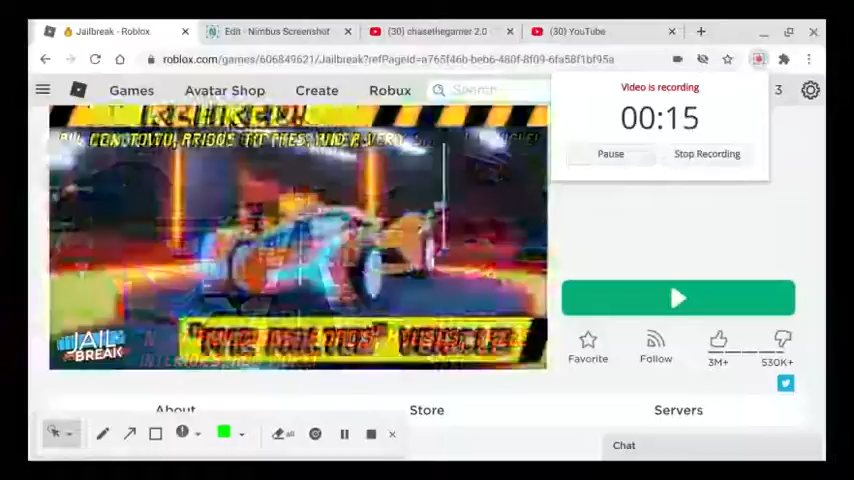 Jailbreak - Roblox
Edit - Nimbus Screenshot
(30) chasethegamer 2.0
(30) YouTube
roblox.com/games/606849621/Jailbreak?refPageId=a765f46b-beb6-480f-8f09-6fa58f1bf95a
Games
Avatar Shop
Create
Robux
Search
3
Video is recording
00:15
Pause
Stop Recording
JAIL
BREAK
Favorite
Follow
3M+
530K+
About
Store
Servers
all
Chat